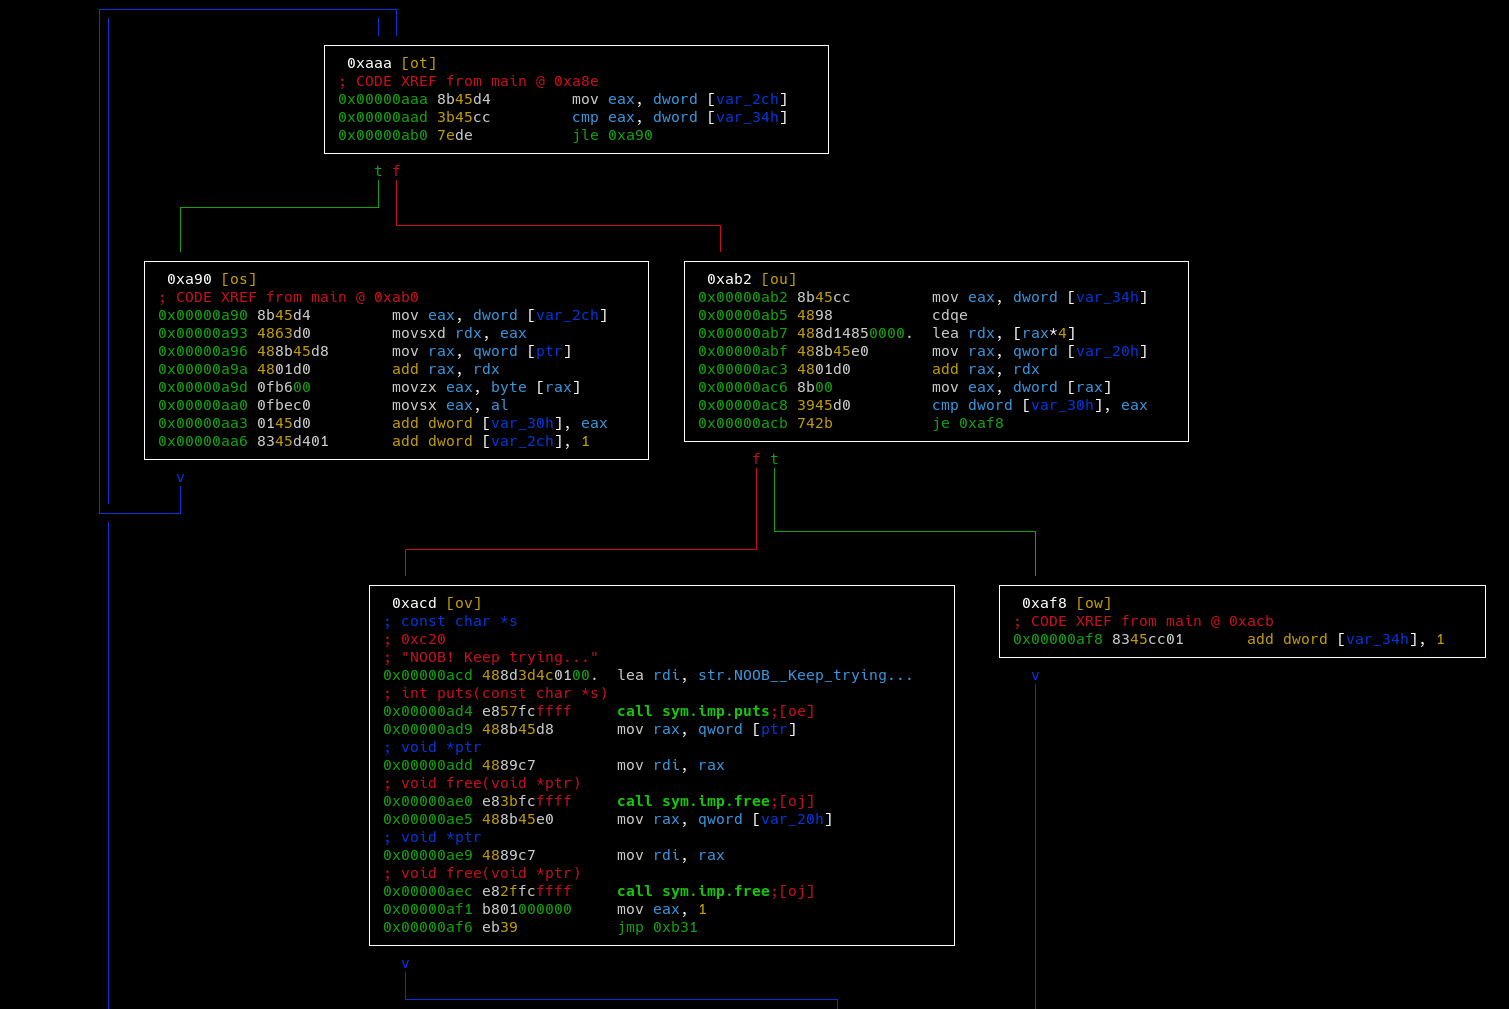 0xaaa [ot]
; CODE XREF from main @ 0xa8e
0x00000aaa 8b45d4 mov eax, dword [var_2ch]
0x00000aad 3b45cc cmp eax, dword [var_34h]
0x00000ab0 7ede jle 0xa90
t f
0xa90 [os]
; CODE XREF from main @ 0xab0
0x00000a90 8b45d4 mov eax, dword [var_2ch]
0x00000a93 4863d0 movsxd rdx, eax
0x00000a96 488b45d8 mov rax, qword [ptr]
0x00000a9a 4801d0 add rax, rdx
0x00000a9d 0fb600 movzx eax, byte [rax]
0x00000aa0 0fbec0 movsx eax, al
0x00000aa3 0145d0 add dword [var_30h], eax
0x00000aa6 8345d401 add dword [var_2ch], 1
v
0xab2 [ou]
0x00000ab2 8b45cc mov eax, dword [var_34h]
0x00000ab5 4898 cdqe
0x00000ab7 488d14850000. lea rdx, [rax*4]
0x00000abf 488b45e0 mov rax, qword [var_20h]
0x00000ac3 4801d0 add rax, rdx
0x00000ac6 8b00 mov eax, dword [rax]
0x00000ac8 3945d0 cmp dword [var_30h], eax
0x00000acb 742b je 0xaf8
f t
0xacd [ov]
; const char *s
; 0xc20
; "NOOB! Keep trying..."
0x00000acd 488d3d4c0100. lea rdi, str.NOOB__Keep_trying...
; int puts(const char *s)
0x00000ad4 e857fcffff call sym.imp.puts;[oe]
0x00000ad9 488b45d8 mov rax, qword [ptr]
; void *ptr
0x00000add 4889c7 mov rdi, rax
; void free(void *ptr)
0x00000ae0 e83bfcffff call sym.imp.free;[oj]
0x00000ae5 488b45e0 mov rax, qword [var_20h]
; void *ptr
0x00000ae9 4889c7 mov rdi, rax
; void free(void *ptr)
0x00000aec e82ffcffff call sym.imp.free;[oj]
0x00000af1 b801000000 mov eax, 1
0x00000af6 eb39 jmp 0xb31
v
0xaf8 [ow]
; CODE XREF from main @ 0xacb
0x00000af8 8345cc01 add dword [var_34h], 1
v